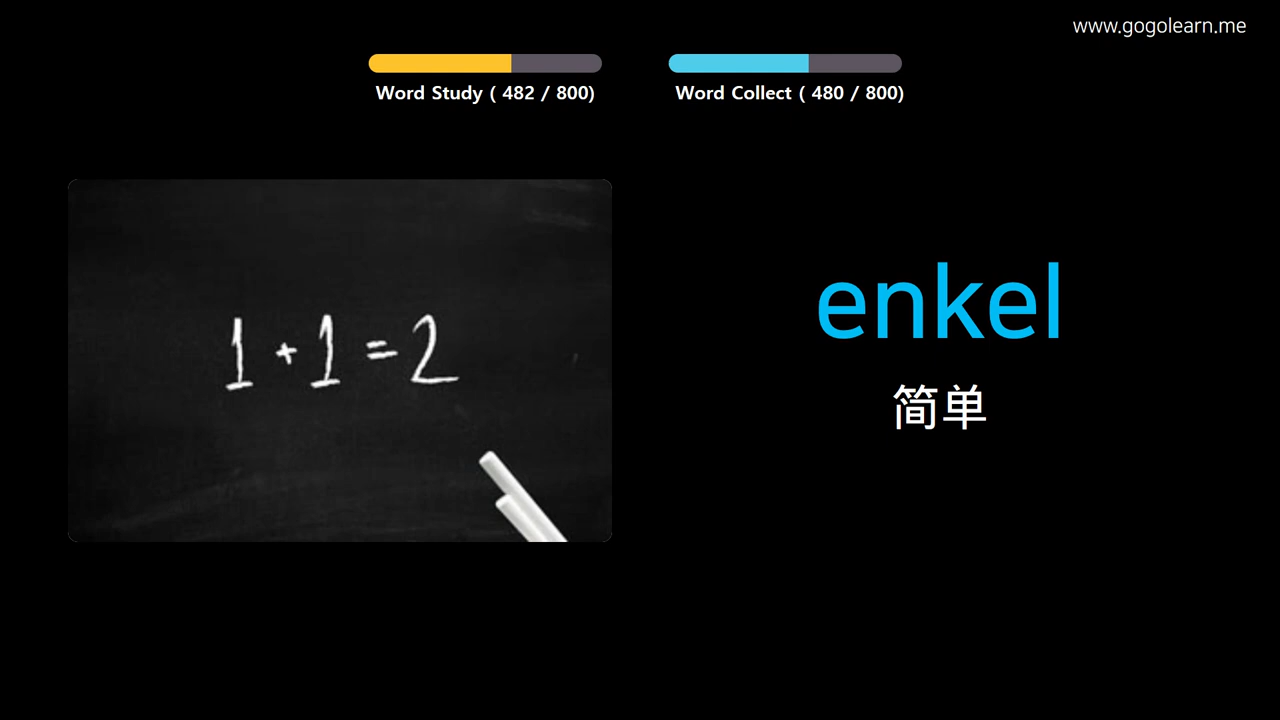 www.gogolearn.me
Word Study ( 482 / 800)
Word Collect ( 480 / 800)
1 + 1 = 2
enkel
简单